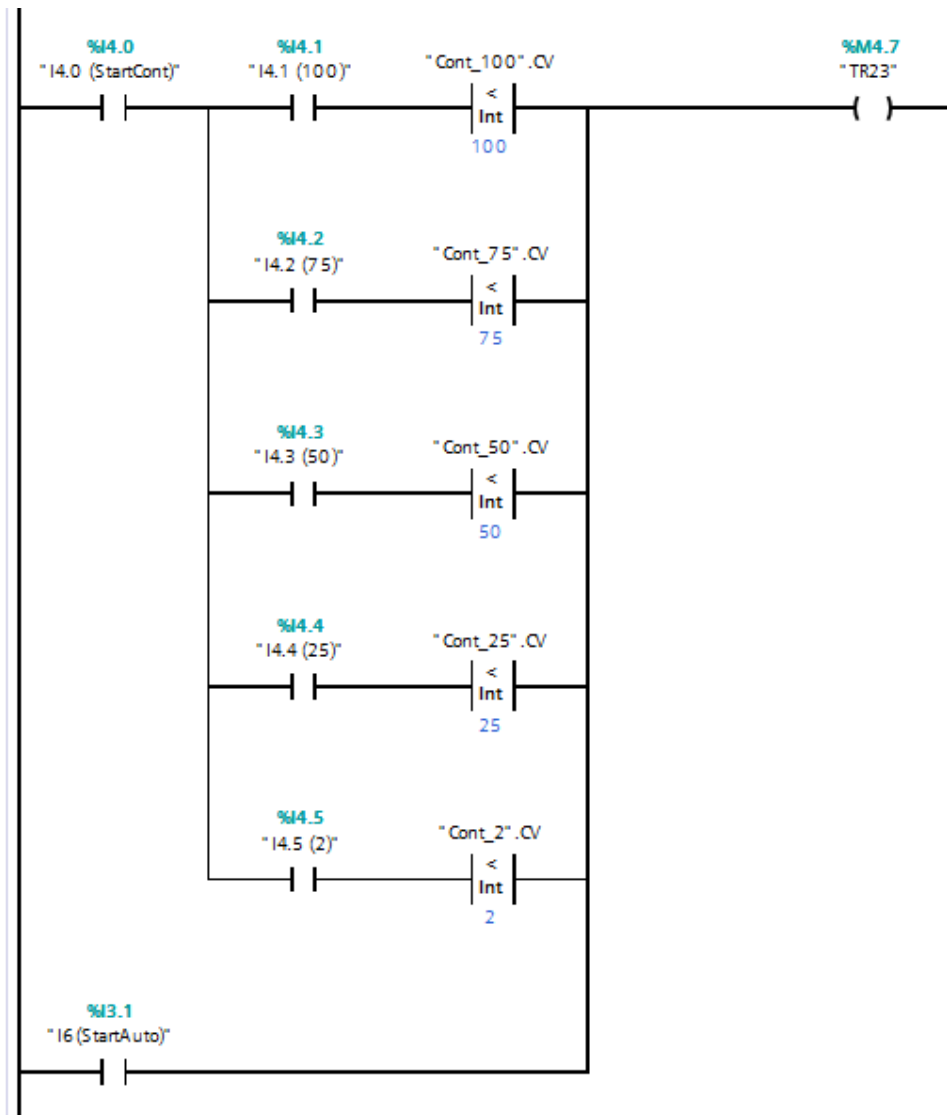 %I4.0
"I4.0 (StartCont)"
%I4.1
"I4.1 (100)"
"Cont_100".CV
<
Int
100
%M4.7
"TR23"
%I4.2
"I4.2 (75)"
"Cont_75".CV
<
Int
75
%I4.3
"I4.3 (50)"
"Cont_50".CV
<
Int
50
%I4.4
"I4.4 (25)"
"Cont_25".CV
<
Int
25
%I4.5
"I4.5 (2)"
"Cont_2".CV
<
Int
2
%I3.1
"I6(StartAuto)"